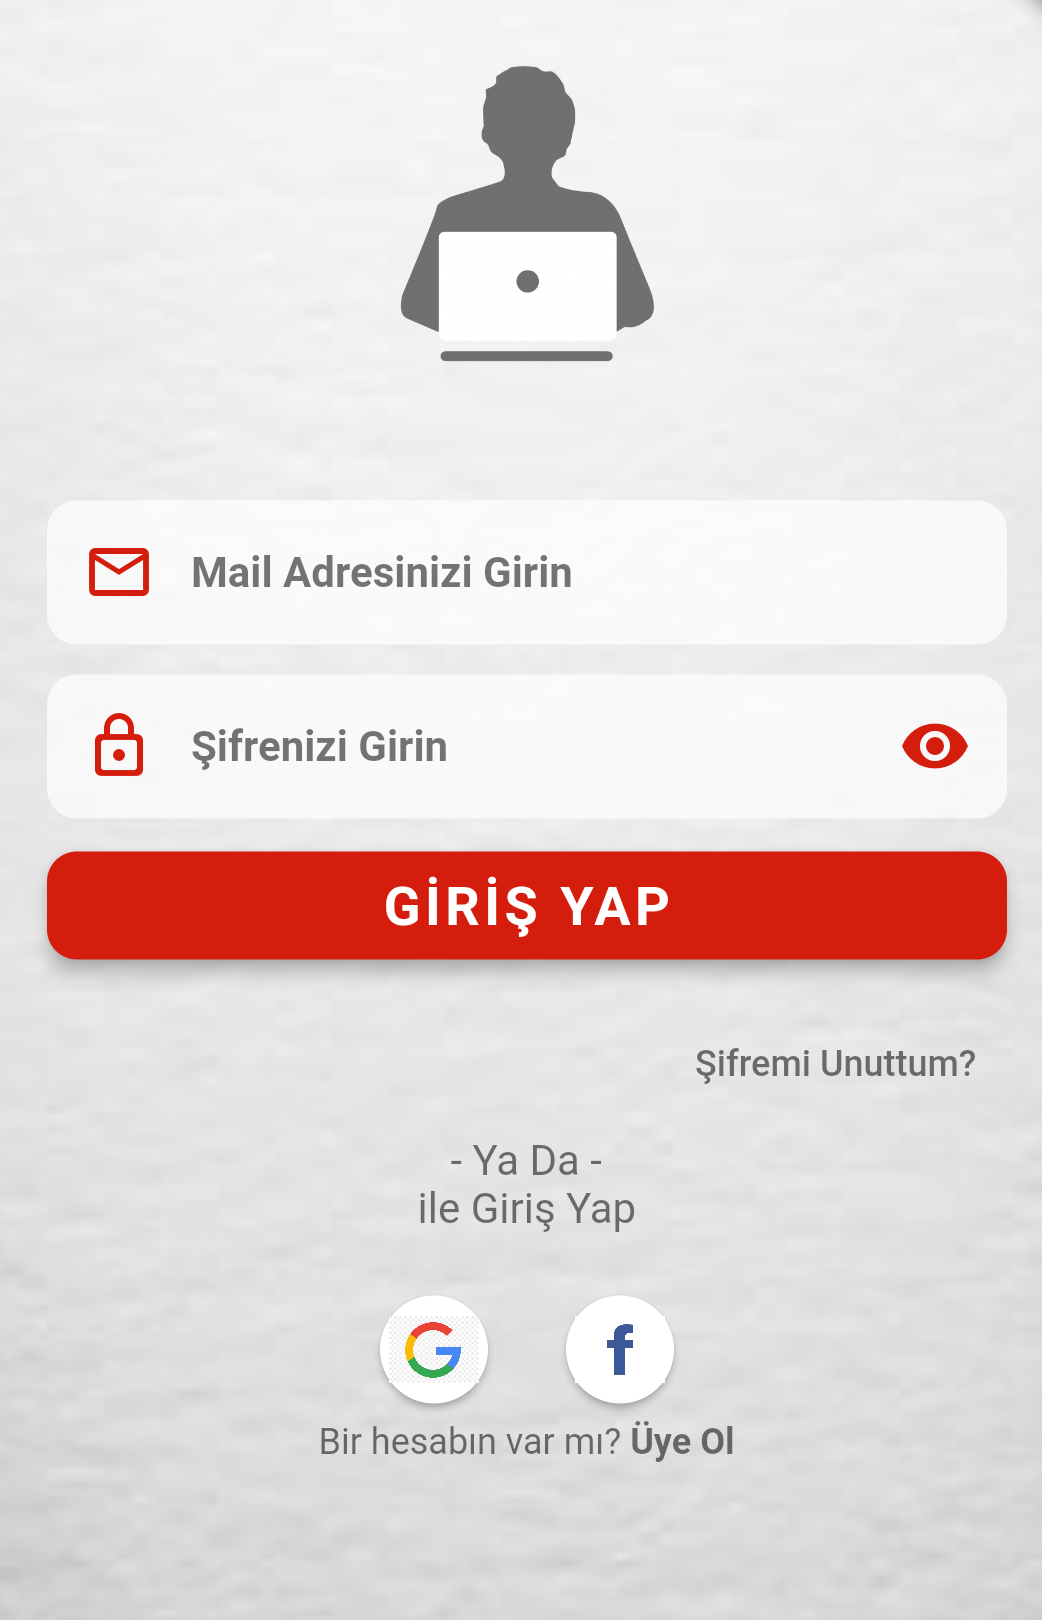 Mail Adresinizi Girin
Şifrenizi Girin
GİRİŞ YAP
Şifremi Unuttum?
- Ya Da -
ile Giriş Yap
Bir hesabın var mı? Üye Ol